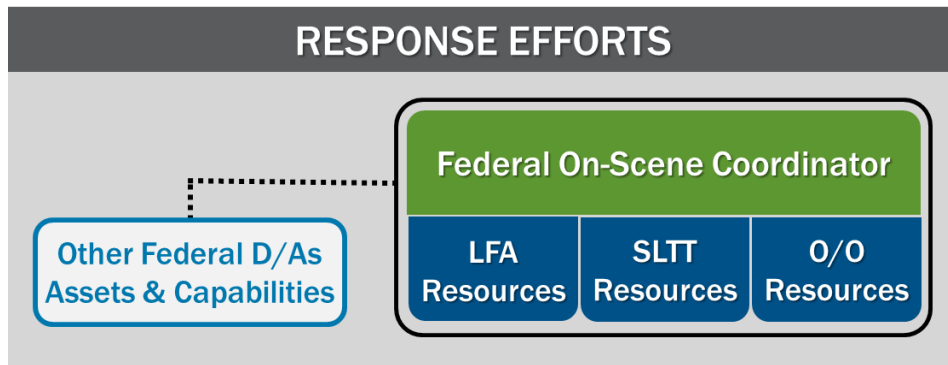 RESPONSE EFFORTS
Federal On-Scene Coordinator
Other Federal D/As
Assets & Capabilities
LFA
Resources
SLTT
Resources
O/O
Resources